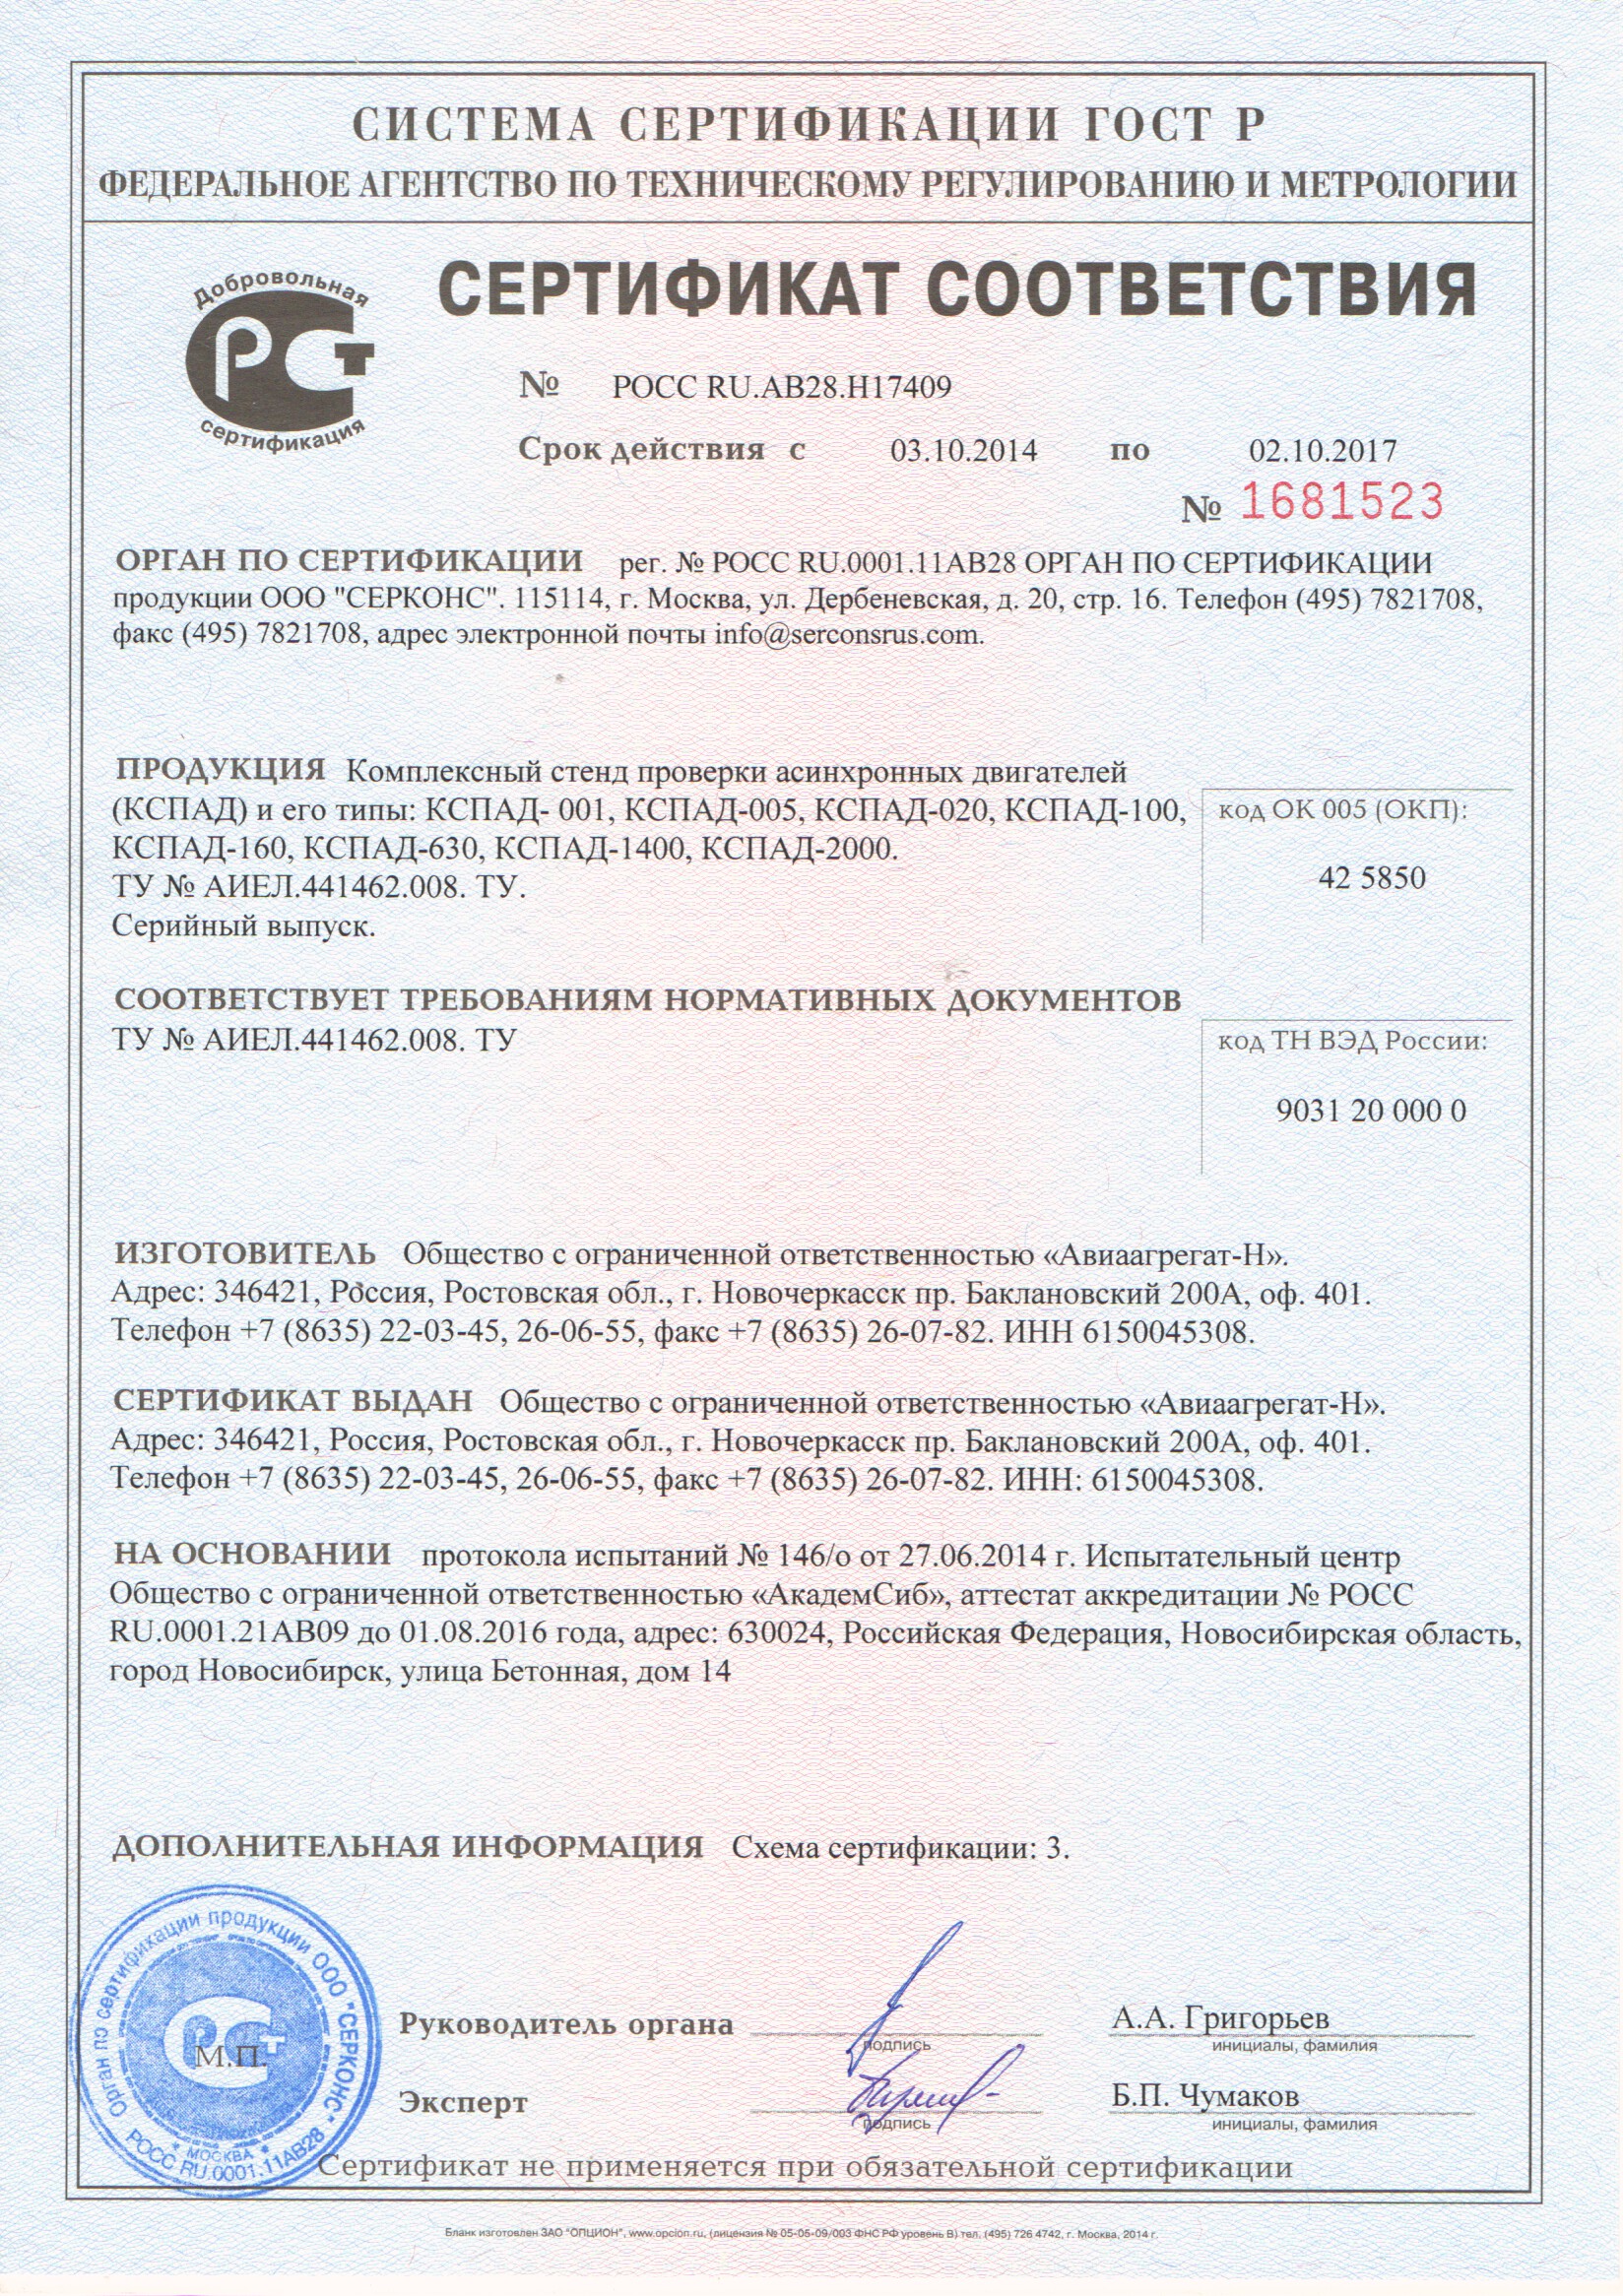 СИСТЕМА СЕРТИФИКАЦИИ ГОСТ Р
ФЕДЕРАЛЬНОЕ АГЕНТСТВО ПО ТЕХНИЧЕСКОМУ РЕГУЛИРОВАНИЮ И МЕТРОЛОГИИ
Добровольная
РСТ
сертификация
СЕРТИФИКАТ СООТВЕТСТВИЯ
№ РОСС RU.АВ28.Н17409
Срок действия с 03.10.2014 по 02.10.2017
№ 1681523
ОРГАН ПО СЕРТИФИКАЦИИ рег. № РОСС RU.0001.11АВ28 ОРГАН ПО СЕРТИФИКАЦИИ
продукции ООО "СЕРКОНС". 115114, г. Москва, ул. Дербеневская, д. 20, стр. 16. Телефон (495) 7821708,
факс (495) 7821708, адрес электронной почты info@serconsrus.com.
ПРОДУКЦИЯ Комплексный стенд проверки асинхронных двигателей
(КСПАД) и его типы: КСПАД- 001, КСПАД-005, КСПАД-020, КСПАД-100,
КСПАД-160, КСПАД-630, КСПАД-1400, КСПАД-2000.
ТУ № АИЕЛ.441462.008. ТУ.
Серийный выпуск.
код ОК 005 (ОКП):
42 5850
СООТВЕТСТВУЕТ ТРЕБОВАНИЯМ НОРМАТИВНЫХ ДОКУМЕНТОВ
ТУ № АИЕЛ.441462.008. ТУ
код ТН ВЭД России:
9031 20 000 0
ИЗГОТОВИТЕЛЬ Общество с ограниченной ответственностью «Авиаагрегат-Н».
Адрес: 346421, Россия, Ростовская обл., г. Новочеркасск пр. Баклановский 200А, оф. 401.
Телефон +7 (8635) 22-03-45, 26-06-55, факс +7 (8635) 26-07-82. ИНН 6150045308.
СЕРТИФИКАТ ВЫДАН Общество с ограниченной ответственностью «Авиаагрегат-Н».
Адрес: 346421, Россия, Ростовская обл., г. Новочеркасск пр. Баклановский 200А, оф. 401.
Телефон +7 (8635) 22-03-45, 26-06-55, факс +7 (8635) 26-07-82. ИНН: 6150045308.
НА ОСНОВАНИИ протокола испытаний № 146/о от 27.06.2014 г. Испытательный центр
Общество с ограниченной ответственностью «АкадемСиб», аттестат аккредитации № РОСС
RU.0001.21АВ09 до 01.08.2016 года, адрес: 630024, Российская Федерация, Новосибирская область,
город Новосибирск, улица Бетонная, дом 14
ДОПОЛНИТЕЛЬНАЯ ИНФОРМАЦИЯ Схема сертификации: 3.
Орган по сертификации продукции ООО "СЕРКОНС"
РСТ
М.П.
* МОСКВА *
РОСС RU.0001.11АВ28
Руководитель органа
подпись
А.А. Григорьев
инициалы, фамилия
Эксперт
подпись
Б.П. Чумаков
инициалы, фамилия
Сертификат не применяется при обязательной сертификации
Бланк изготовлен ЗАО "ОПЦИОН", www.opcion.ru, (лицензия № 05-05-09/003 ФНС РФ уровень В) тел. (495) 726 4742, г. Москва, 2014 г.